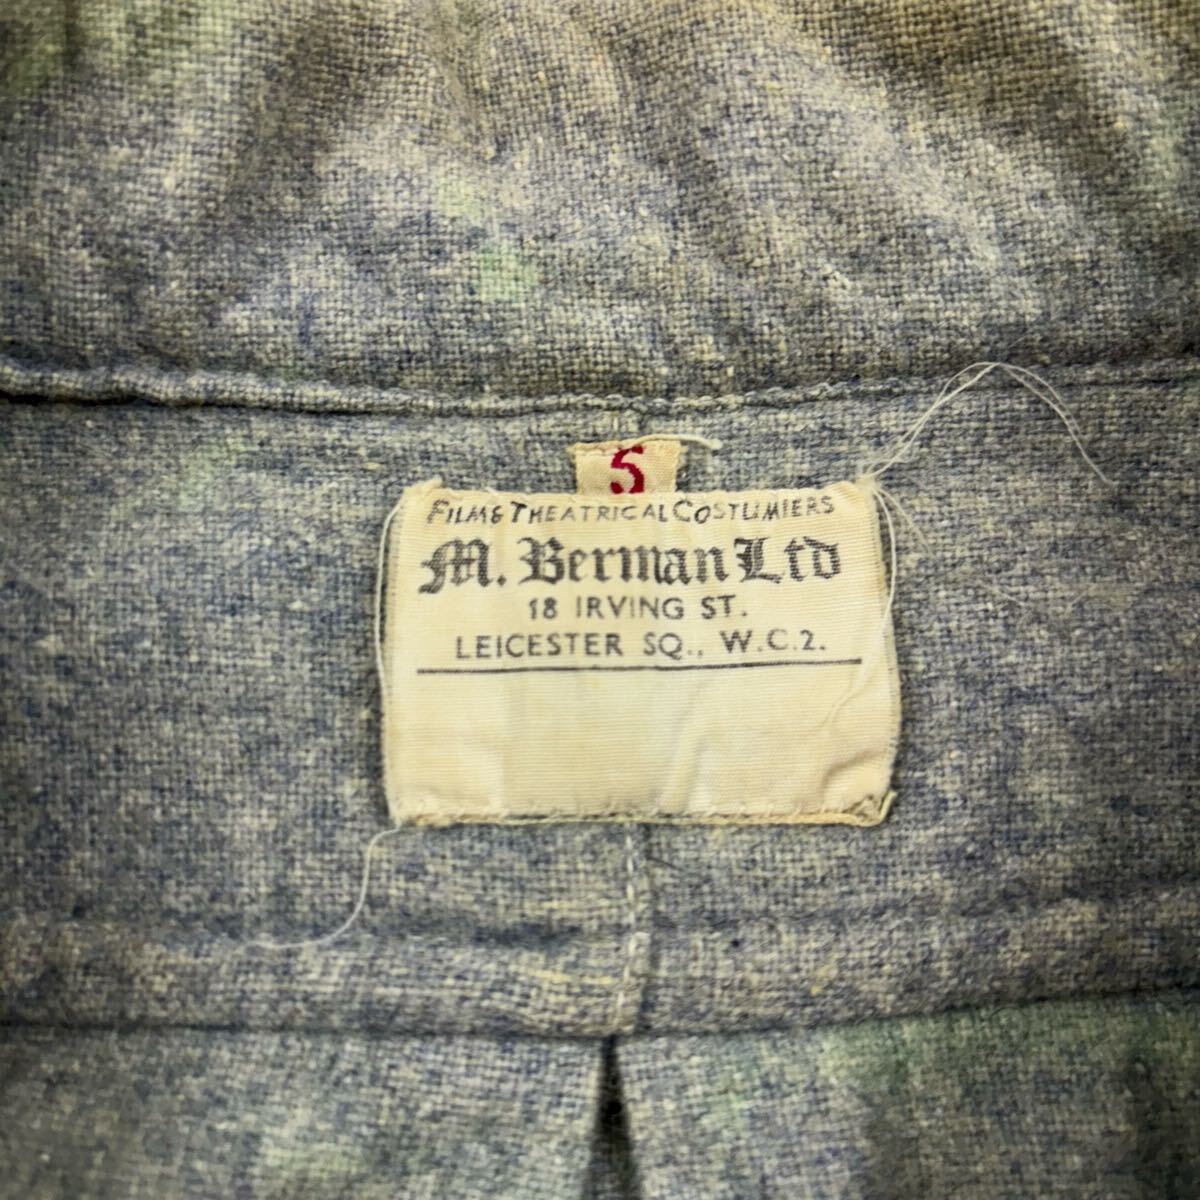 5
FILM & THEATRICAL COSTUMIERS
M. Berman Ltd
18 IRVING ST.
LEICESTER SQ., W.C.2.